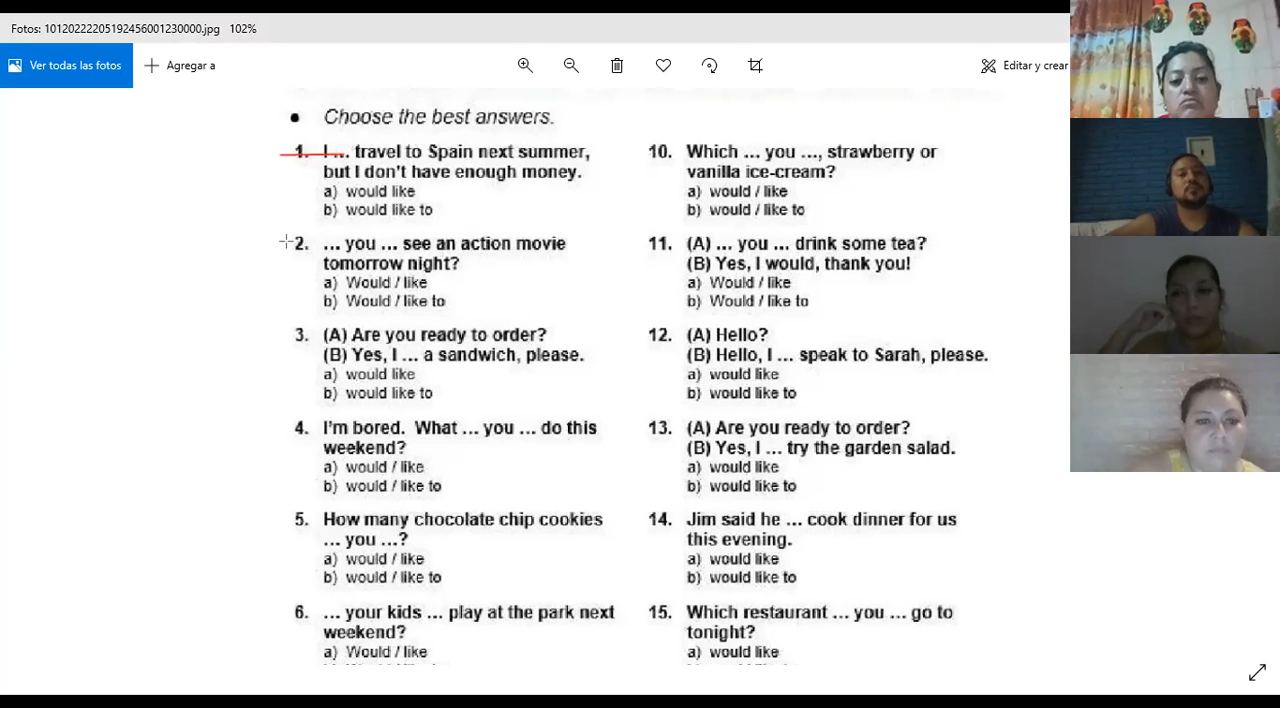 Fotos: 10120222205192456001230000.jpg 102%
Ver todas las fotos
Agregar a
Editar y crear
Choose the best answers.
1. I ... travel to Spain next summer,
but I don't have enough money.
a) would like
b) would like to
2. ... you ... see an action movie
tomorrow night?
a) Would / like
b) Would / like to
3. (A) Are you ready to order?
(B) Yes, I ... a sandwich, please.
a) would like
b) would like to
4. I'm bored. What ... you ... do this
weekend?
a) would / like
b) would / like to
5. How many chocolate chip cookies
... you ...?
a) would / like
b) would / like to
6. ... your kids ... play at the park next
weekend?
a) Would / like
10. Which ... you ..., strawberry or
vanilla ice-cream?
a) would / like
b) would / like to
11. (A) ... you ... drink some tea?
(B) Yes, I would, thank you!
a) Would / like
b) Would / like to
12. (A) Hello?
(B) Hello, I ... speak to Sarah, please.
a) would like
b) would like to
13. (A) Are you ready to order?
(B) Yes, I ... try the garden salad.
a) would like
b) would like to
14. Jim said he ... cook dinner for us
this evening.
a) would like
b) would like to
15. Which restaurant ... you ... go to
tonight?
a) would like